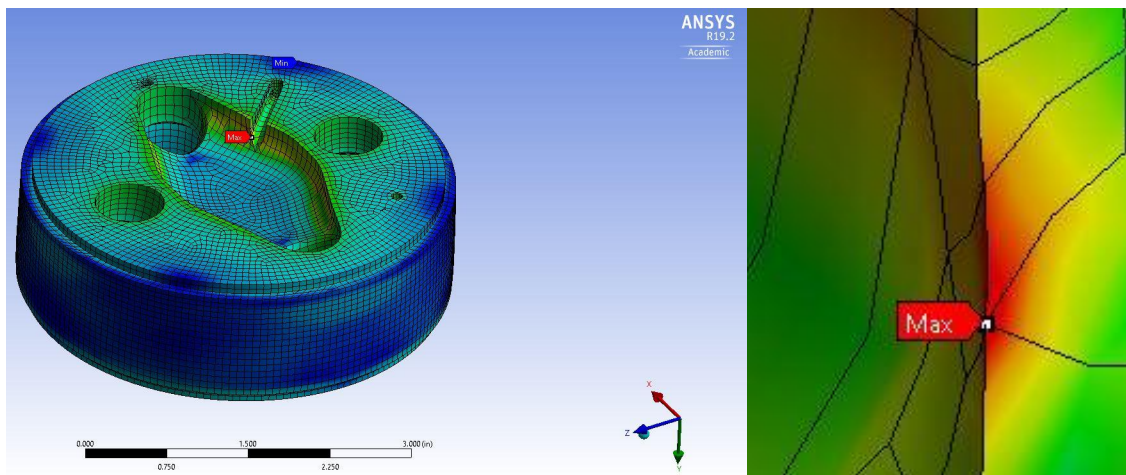 ANSYS
R19.2
Academic
Min
Max
X
Z
Y
0.000 1.500 3.000 (in)
0.750 2.250
Max